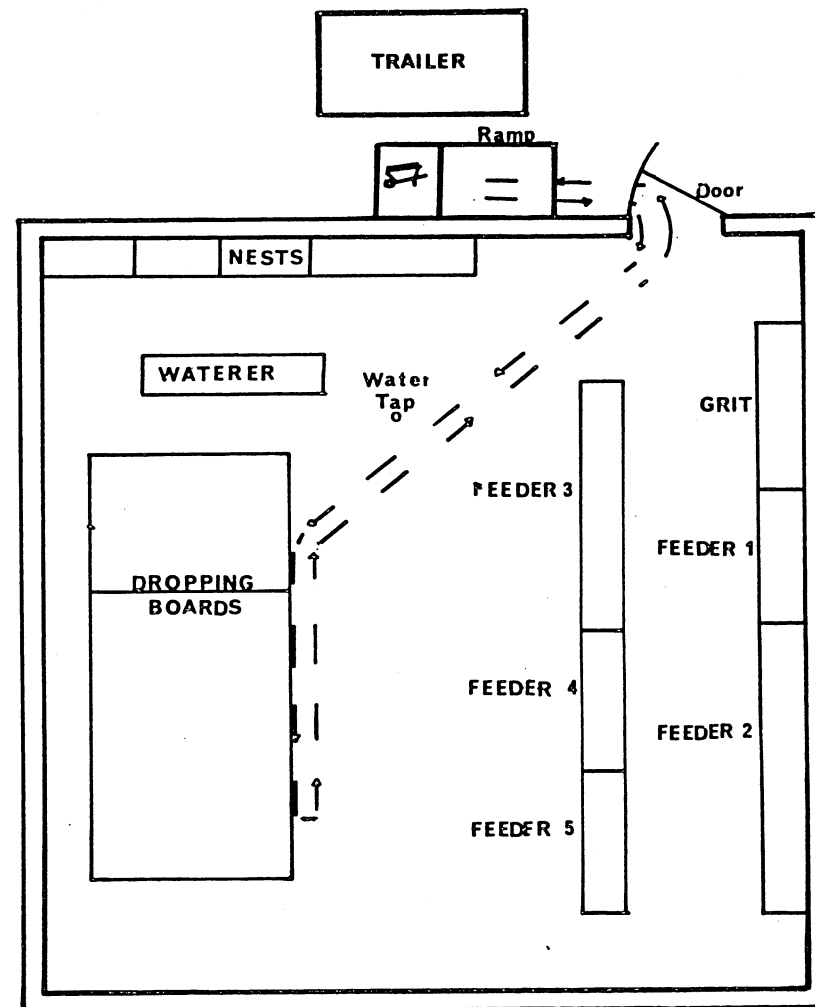 TRAILER
Ramp
Door
NESTS
WATERER
Water
Tap
GRIT
FEEDER 3
FEEDER 1
DROPPING
BOARDS
FEEDER 4
FEEDER 2
FEEDER 5